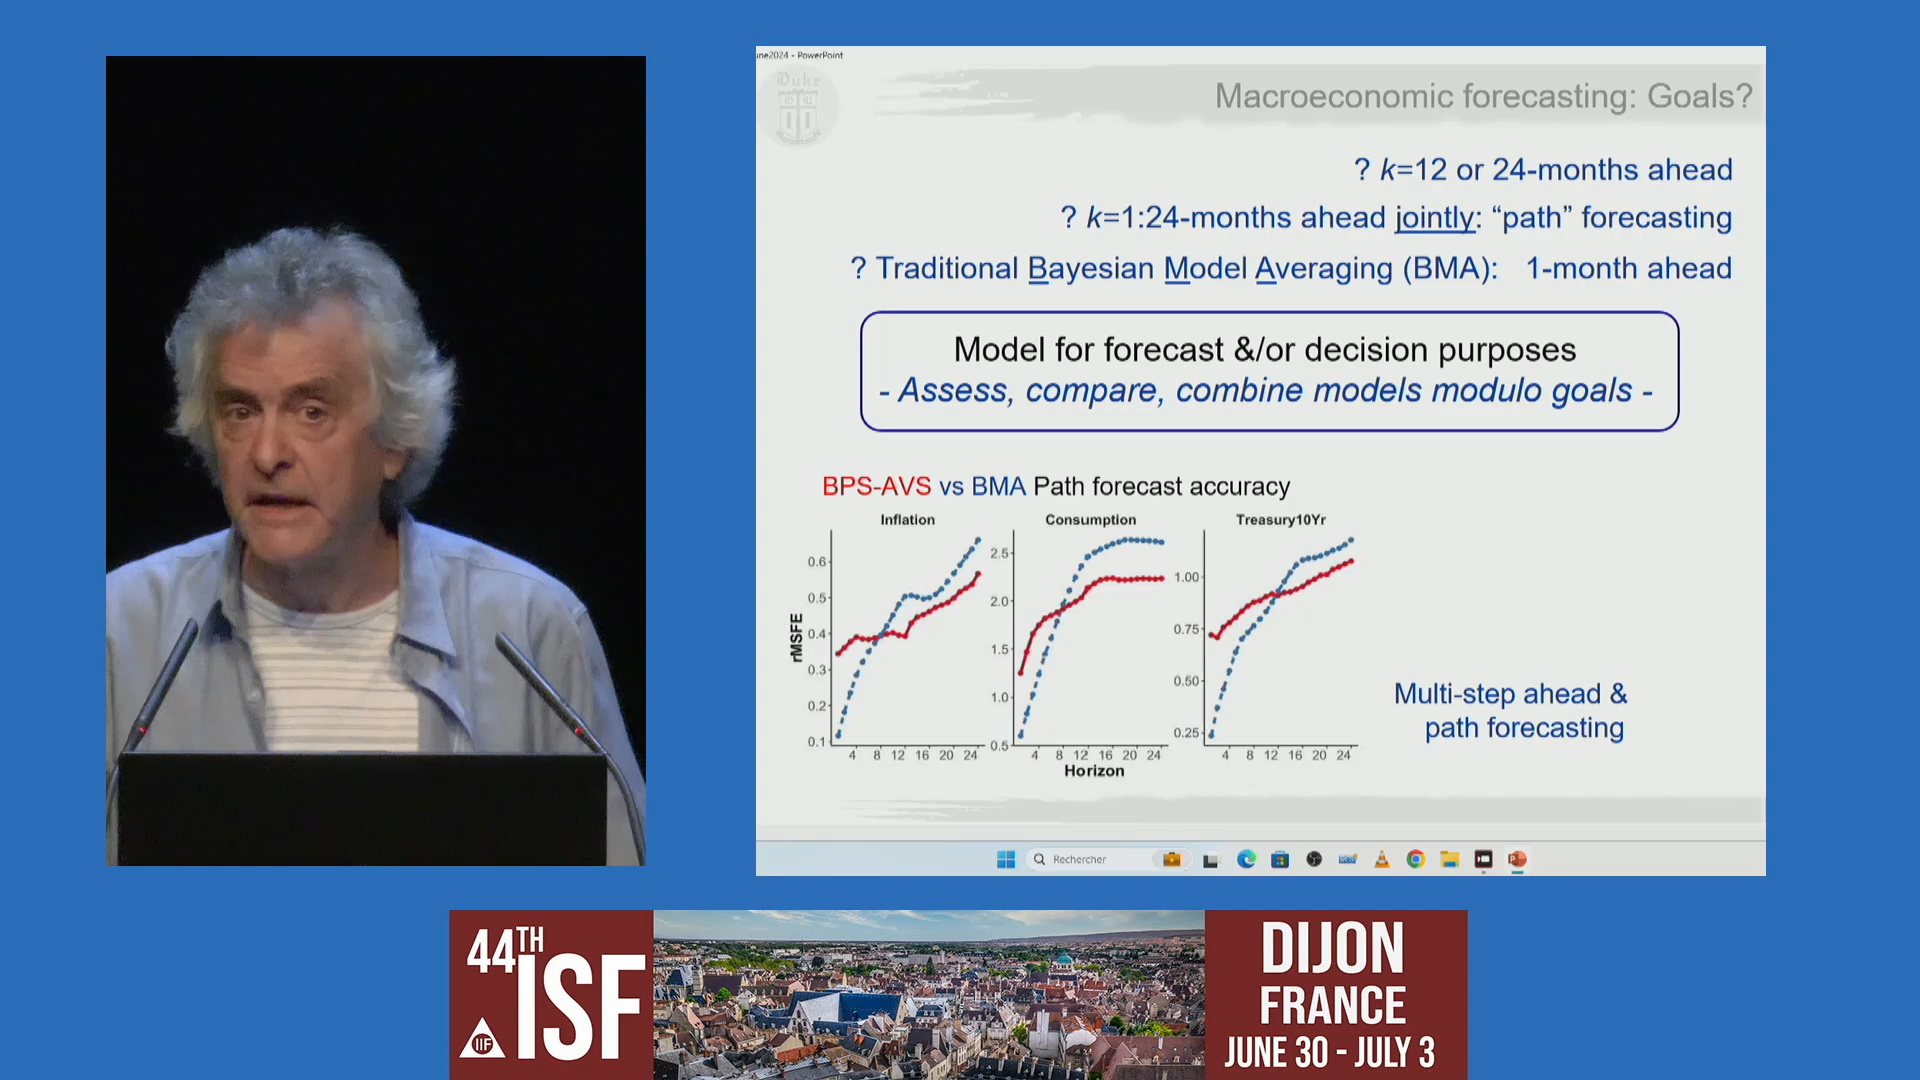 une2024 - PowerPoint
Duke
Macroeconomic forecasting: Goals?
? k=12 or 24-months ahead
? k=1:24-months ahead jointly: “path” forecasting
? Traditional Bayesian Model Averaging (BMA): 1-month ahead
Model for forecast &/or decision purposes
- Assess, compare, combine models modulo goals -
BPS-AVS vs BMA Path forecast accuracy
Inflation
Consumption
Treasury10Yr
rMSFE
0.6
0.5
0.4
0.3
0.2
0.1
4 8 12 16 20 24
2.5
2.0
1.5
1.0
0.5
4 8 12 16 20 24
1.00
0.75
0.50
0.25
4 8 12 16 20 24
Horizon
Multi-step ahead &
path forecasting
Rechercher
44TH
ISF
IIF
DIJON
FRANCE
JUNE 30 - JULY 3